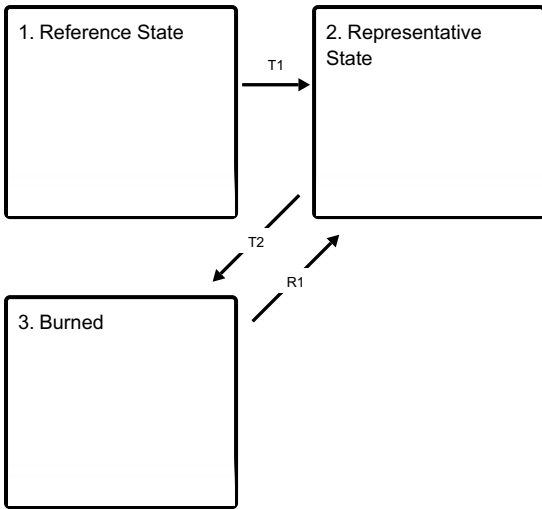 1. Reference State
2. Representative
State
T1
T2
R1
3. Burned